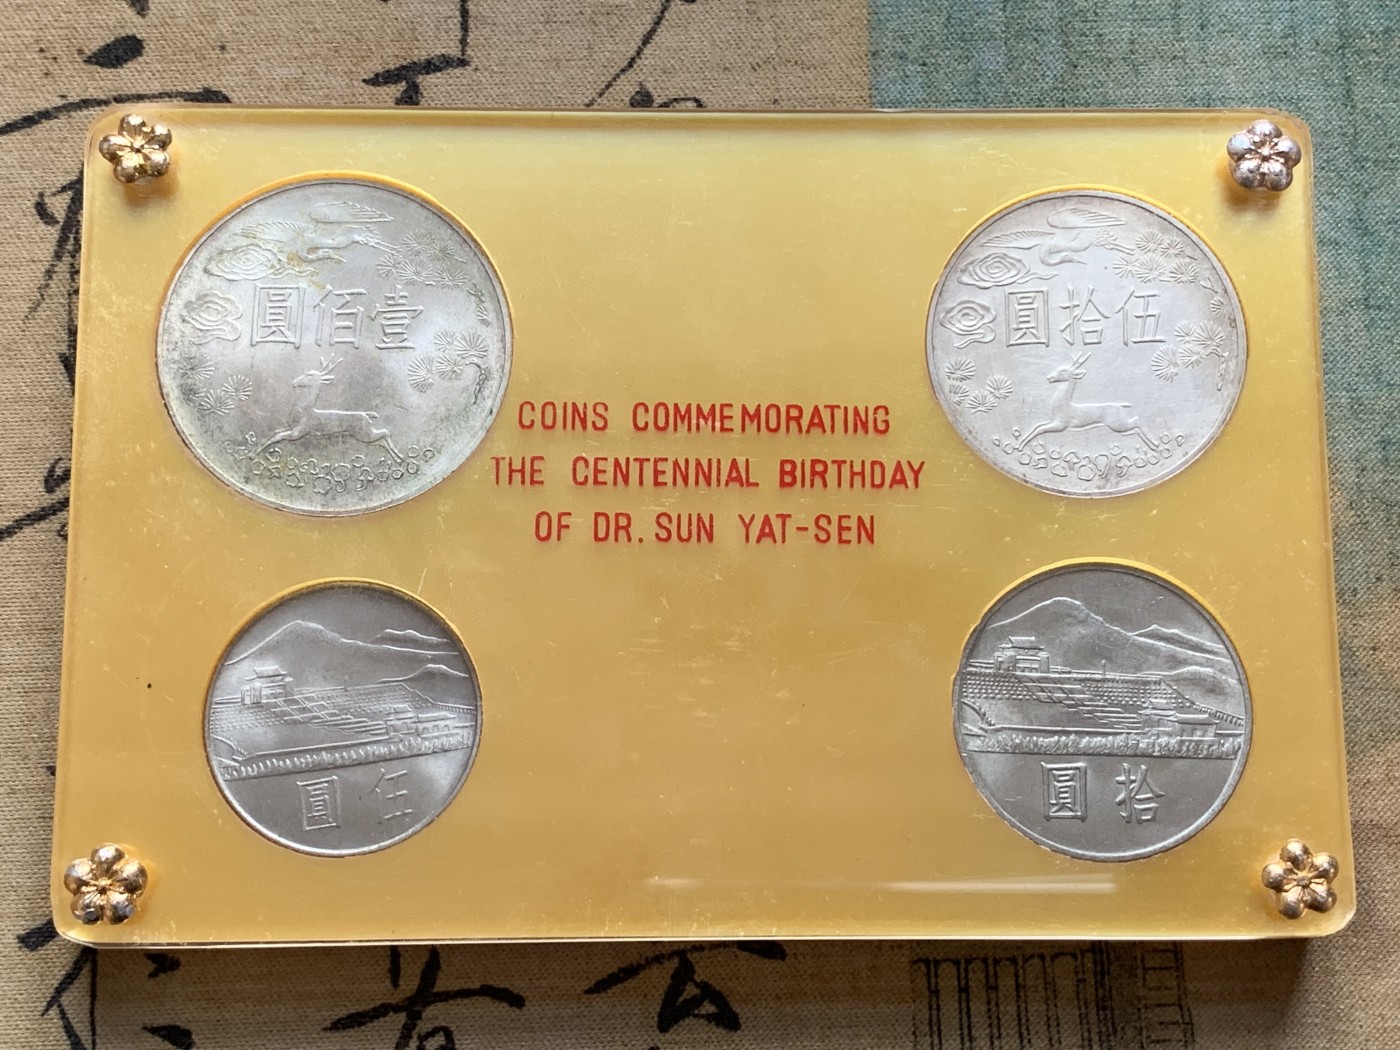 圓佰壹
圓拾伍
COINS COMMEMORATING
THE CENTENNIAL BIRTHDAY
OF DR. SUN YAT-SEN
圓伍
圓拾